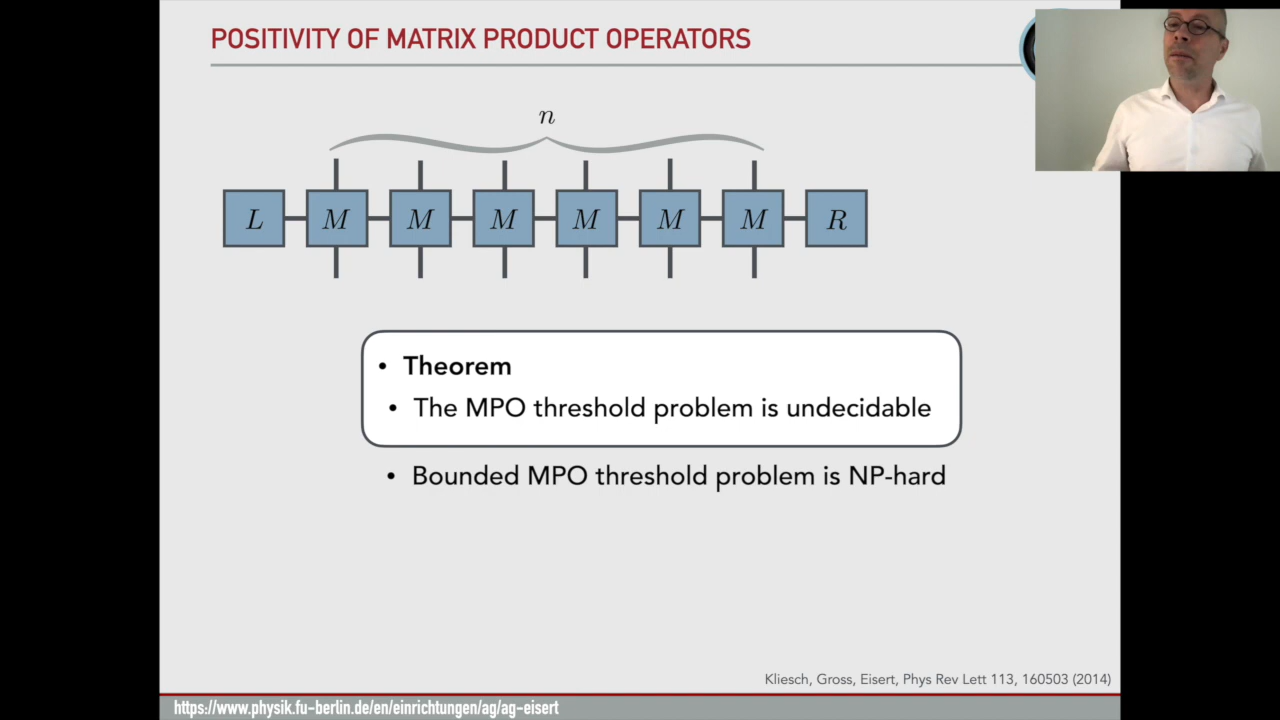 POSITIVITY OF MATRIX PRODUCT OPERATORS
n
L M M M M M M R
• Theorem
• The MPO threshold problem is undecidable
• Bounded MPO threshold problem is NP-hard
Kliesch, Gross, Eisert, Phys Rev Lett 113, 160503 (2014)
https://www.physik.fu-berlin.de/en/einrichtungen/ag/ag-eisert